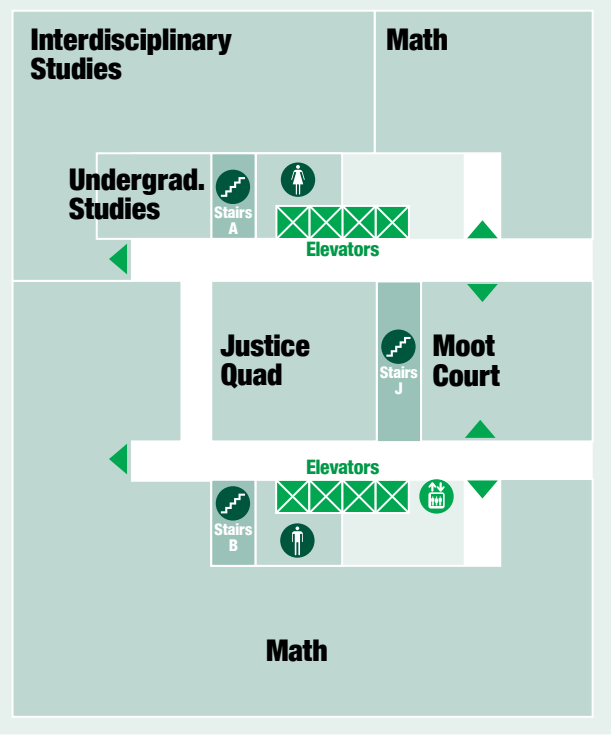 Interdisciplinary
Studies
Math
Undergrad.
Studies
Stairs
A
Elevators
Justice
Quad
Stairs
J
Moot
Court
Elevators
Stairs
B
Math